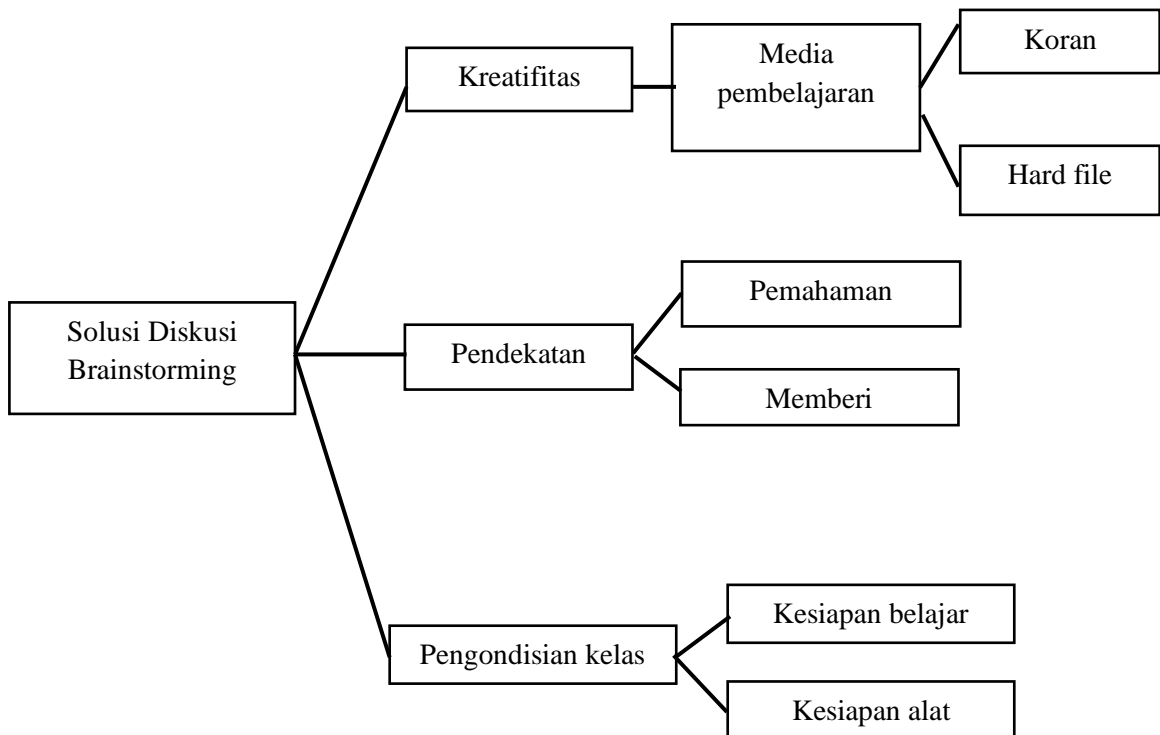 Koran
Kreatifitas
Media
pembelajaran
Hard file
Solusi Diskusi
Brainstorming
Pendekatan
Pemahaman
Memberi
Pengondisian kelas
Kesiapan belajar
Kesiapan alat